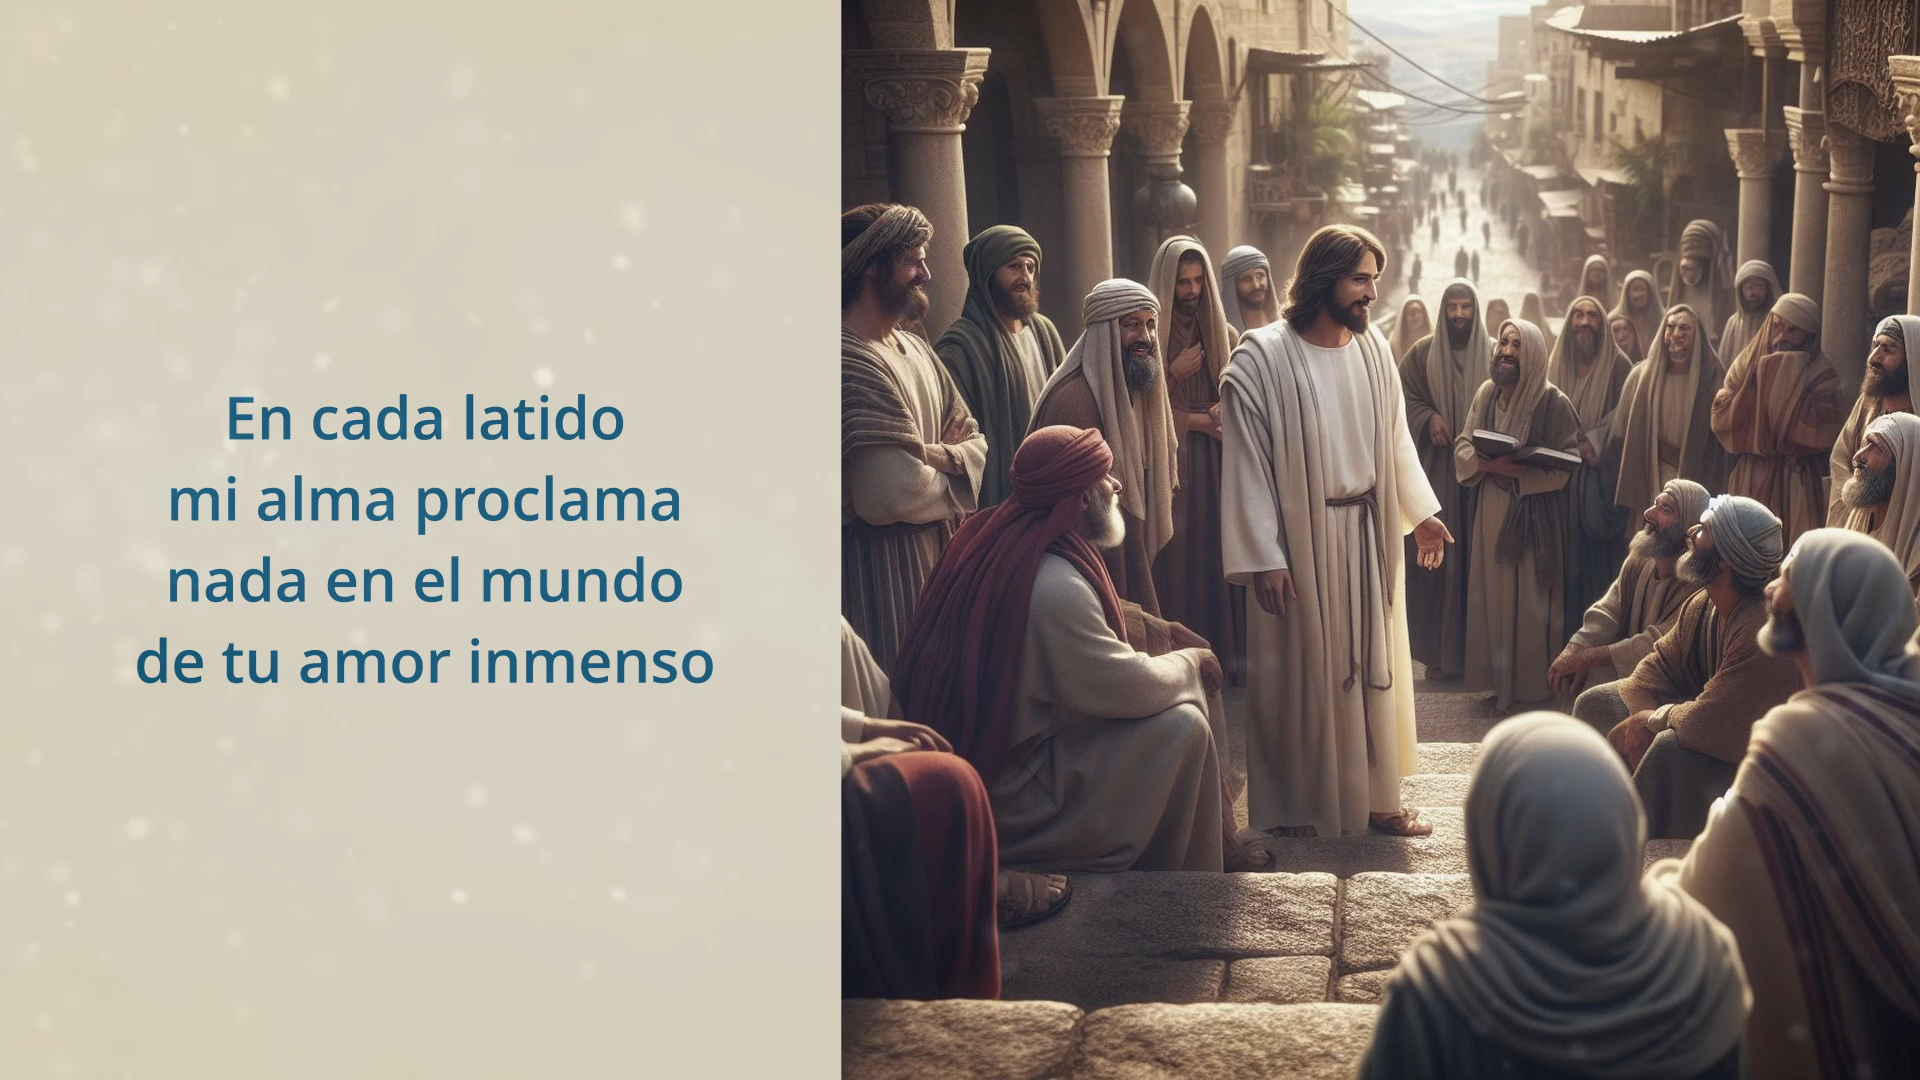 En cada latido
mi alma proclama
nada en el mundo
de tu amor inmenso